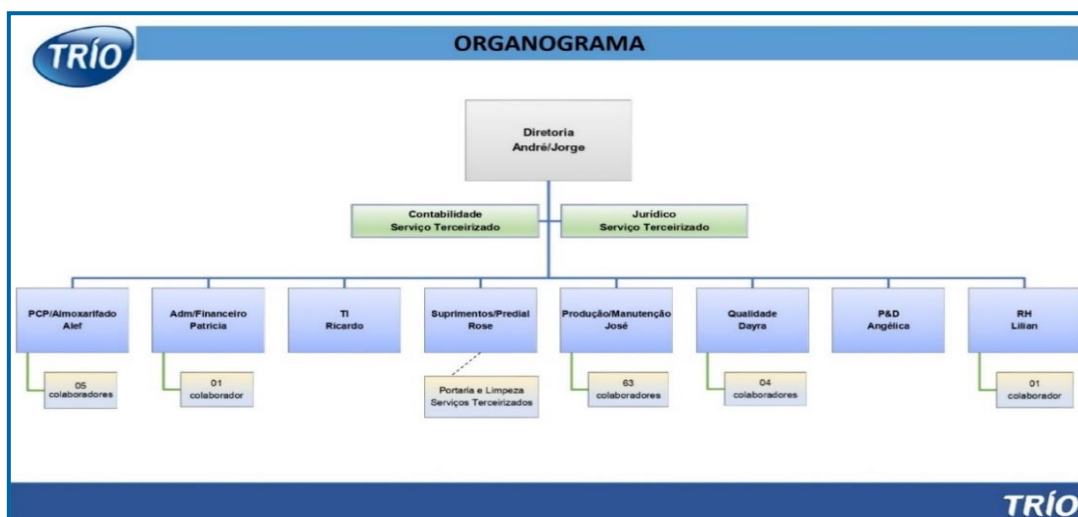 TRÍO
ORGANOGRAMA
Diretoria
André/Jorge
Contabilidade
Serviço Terceirizado
Jurídico
Serviço Terceirizado
PCP/Almoxarifado
Alef
Adm/Financeiro
Patricia
TI
Ricardo
Suprimentos/Predial
Rose
Produção/Manutenção
José
Qualidade
Dayra
P&D
Angélica
RH
Lilian
05
colaboradores
01
colaborador
Portaria e Limpeza
Serviços Terceirizados
63
colaboradores
04
colaboradores
01
colaborador
TRÍO